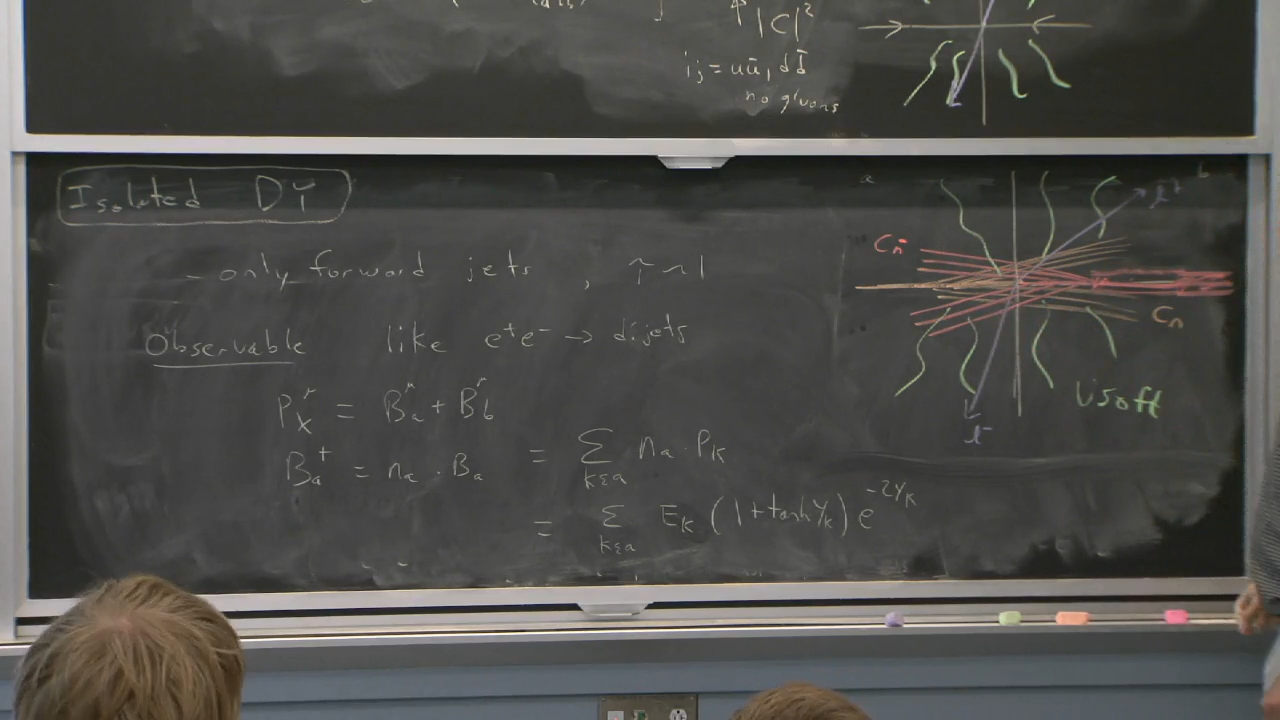 |C|²
ij = uū, dd̄
no gluons
Isolated DY
- only forward jets , τ ~ 1
Observable like e⁺e⁻ → dijets
P_X^μ = B_a^μ + B_b^μ
B_a^+ = n_a · B_a = Σ_{k∈a} n_a · P_k
= Σ_{k∈a} E_k (1 + tanh Y_k) e^{-2Y_k}
a
b
l⁺
C_n̄
C_n
Usoft
l⁻